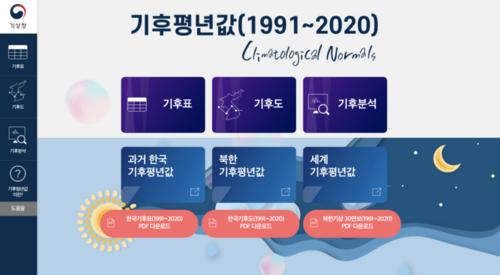 기상청
기후표
기후도
기후분석
기후평년값
이란?
도움말
기후평년값(1991~2020)
Climatological Normals
기후표
기후도
기후분석
과거 한국
기후평년값
북한
기후평년값
세계
기후평년값
한국기후표(1991~2020)
PDF 다운로드
한국기후도(1991~2020)
PDF 다운로드
북한기상 30년보(1991~2020)
PDF 다운로드